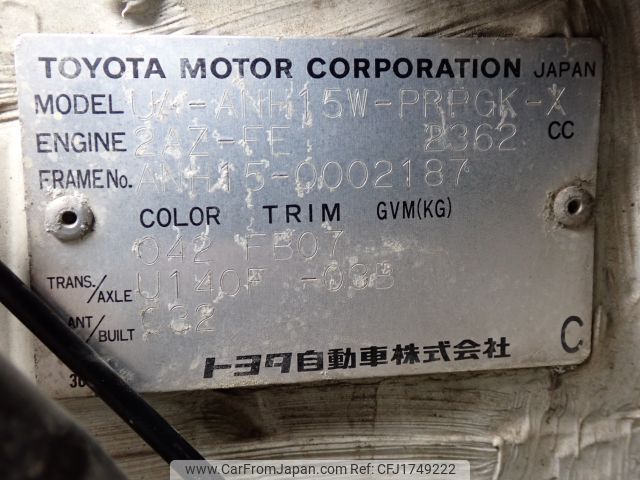 TOYOTA MOTOR CORPORATION JAPAN
MODEL UA-ANH15W-PRPGK-X
ENGINE 2AZ-FE 2362 CC
FRAME No. ANH15-0002187
COLOR TRIM GVM(KG)
042 FB07
TRANS./AXLE U140F -03B
ANT/BUILT
トヨタ自動車株式会社 C
www.CarFromJapan.com | Ref:CFJ1749222